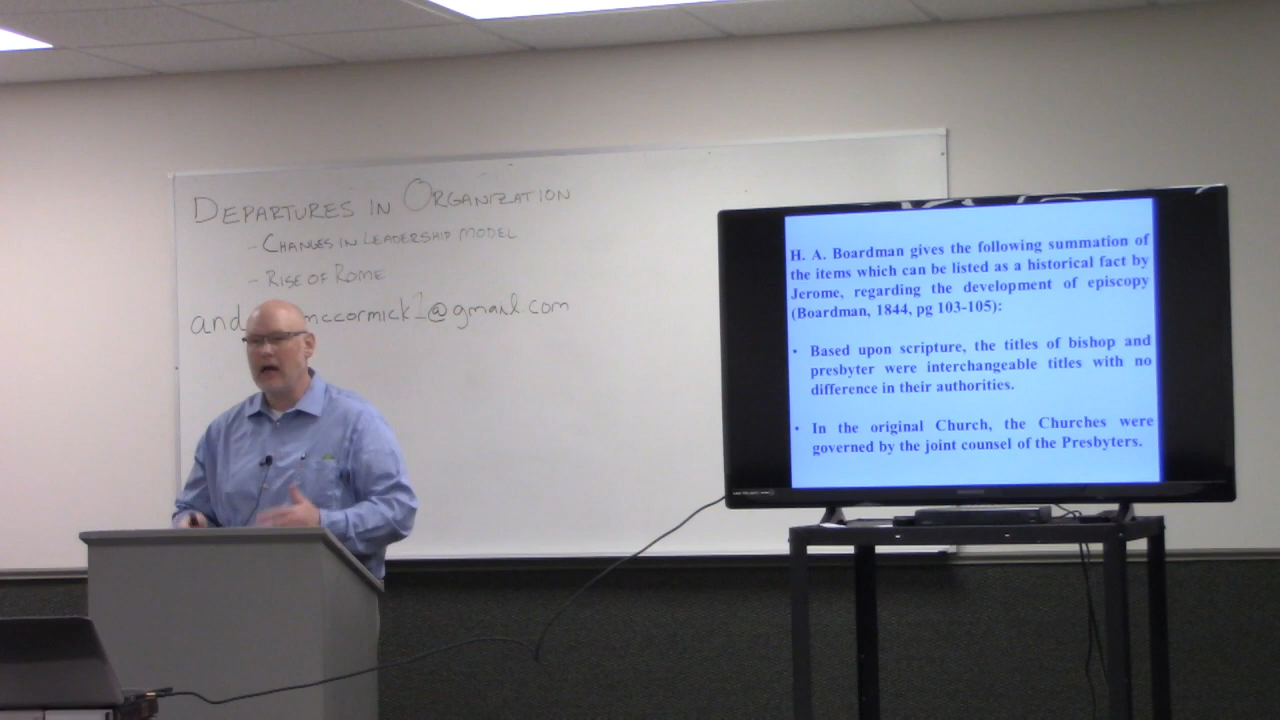 DEPARTURES IN ORGANIZATION
- CHANGES IN LEADERSHIP MODEL
- RISE OF ROME
and mccormick1@gmail.com
H. A. Boardman gives the following summation of
the items which can be listed as a historical fact by
Jerome, regarding the development of episcopy
(Boardman, 1844, pg 103-105):
• Based upon scripture, the titles of bishop and
presbyter were interchangeable titles with no
difference in their authorities.
• In the original Church, the Churches were
governed by the joint counsel of the Presbyters.